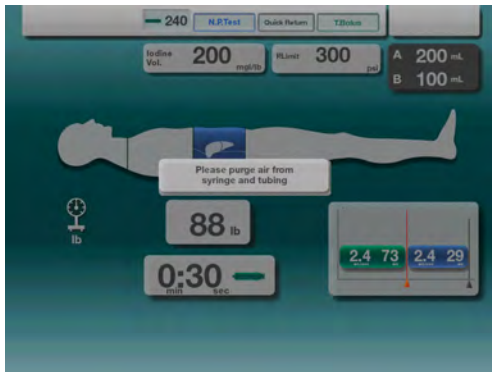 240 N.P.Test Quick Return T.Bolus
Iodine Vol. 200 mgI/lb P.Limit 300 psi
A 200 mL
B 100 mL
Please purge air from
syringe and tubing
88 lb
lb
0:30
min sec
2.4 73 2.4 29